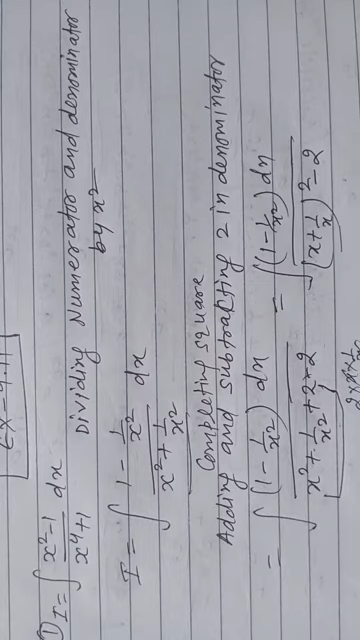 1) I = ∫ x²-1 / x⁴+1 dx
Dividing Numerator and denominator
by x²
I = ∫ 1 - 1/x² / x² + 1/x² dx
Completing square
Adding and subtracting 2 in denominator
= ∫ (1 - 1/x²) dx / x² + 1/x² + 2 - 2 = ∫ (1 - 1/x²) dx / (x + 1/x)² - 2